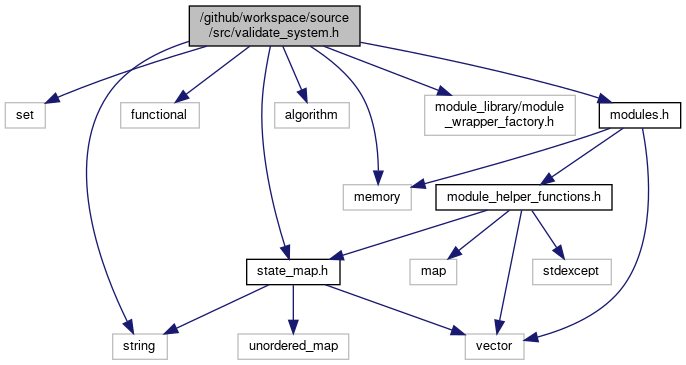 /github/workspace/source
/src/validate_system.h
set
functional
algorithm
module_library/module
_wrapper_factory.h
modules.h
memory
module_helper_functions.h
state_map.h
map
stdexcept
string
unordered_map
vector